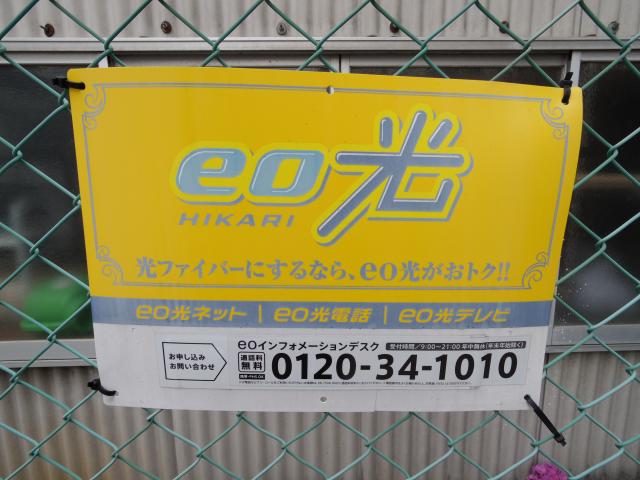 eo光
HIKARI
光ファイバーにするなら、eo光がおトク!!
eo光ネット | eo光電話 | eo光テレビ
お申し込み
お問い合わせ
eoインフォメーションデスク 受付時間/9:00〜21:00 年中無休(年末年始除く)
通話料
無料
携帯・PHS OK
0120-34-1010